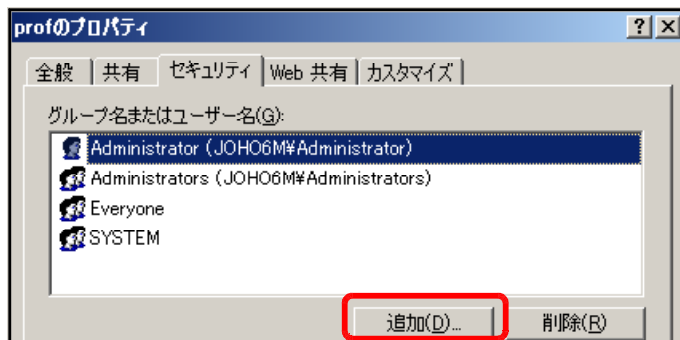 profのプロパティ
全般 共有 セキュリティ Web 共有 カスタマイズ
グループ名またはユーザー名(G):
Administrator (JOHO6M¥Administrator)
Administrators (JOHO6M¥Administrators)
Everyone
SYSTEM
追加(D)... 削除(R)